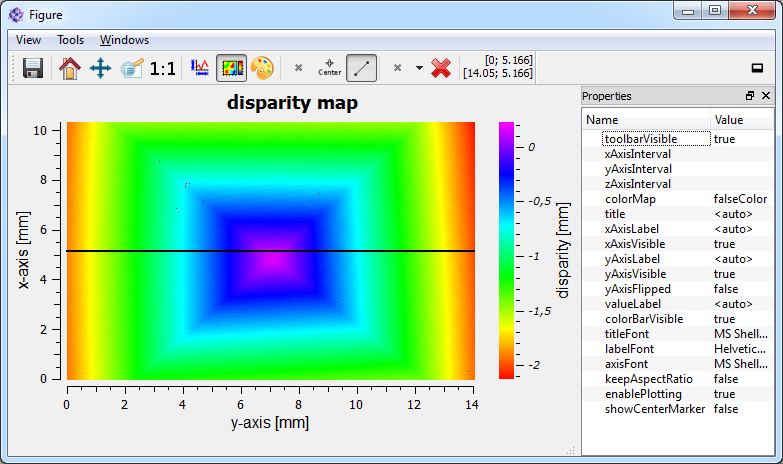 Figure
View Tools Windows
1:1
Center
[0; 5.166]
[14.05; 5.166]
disparity map
10
8
6
4
2
0
x-axis [mm]
0 2 4 6 8 10 12 14
y-axis [mm]
0
-0,5
-1
-1,5
-2
disparity [mm]
Properties
Name Value
toolbarVisible true
xAxisInterval
yAxisInterval
zAxisInterval
colorMap falseColor
title <auto>
xAxisLabel <auto>
xAxisVisible true
yAxisLabel <auto>
yAxisVisible true
yAxisFlipped false
valueLabel <auto>
colorBarVisible true
titleFont MS Shell...
labelFont Helvetic...
axisFont MS Shell...
keepAspectRatio false
enablePlotting true
showCenterMarker false